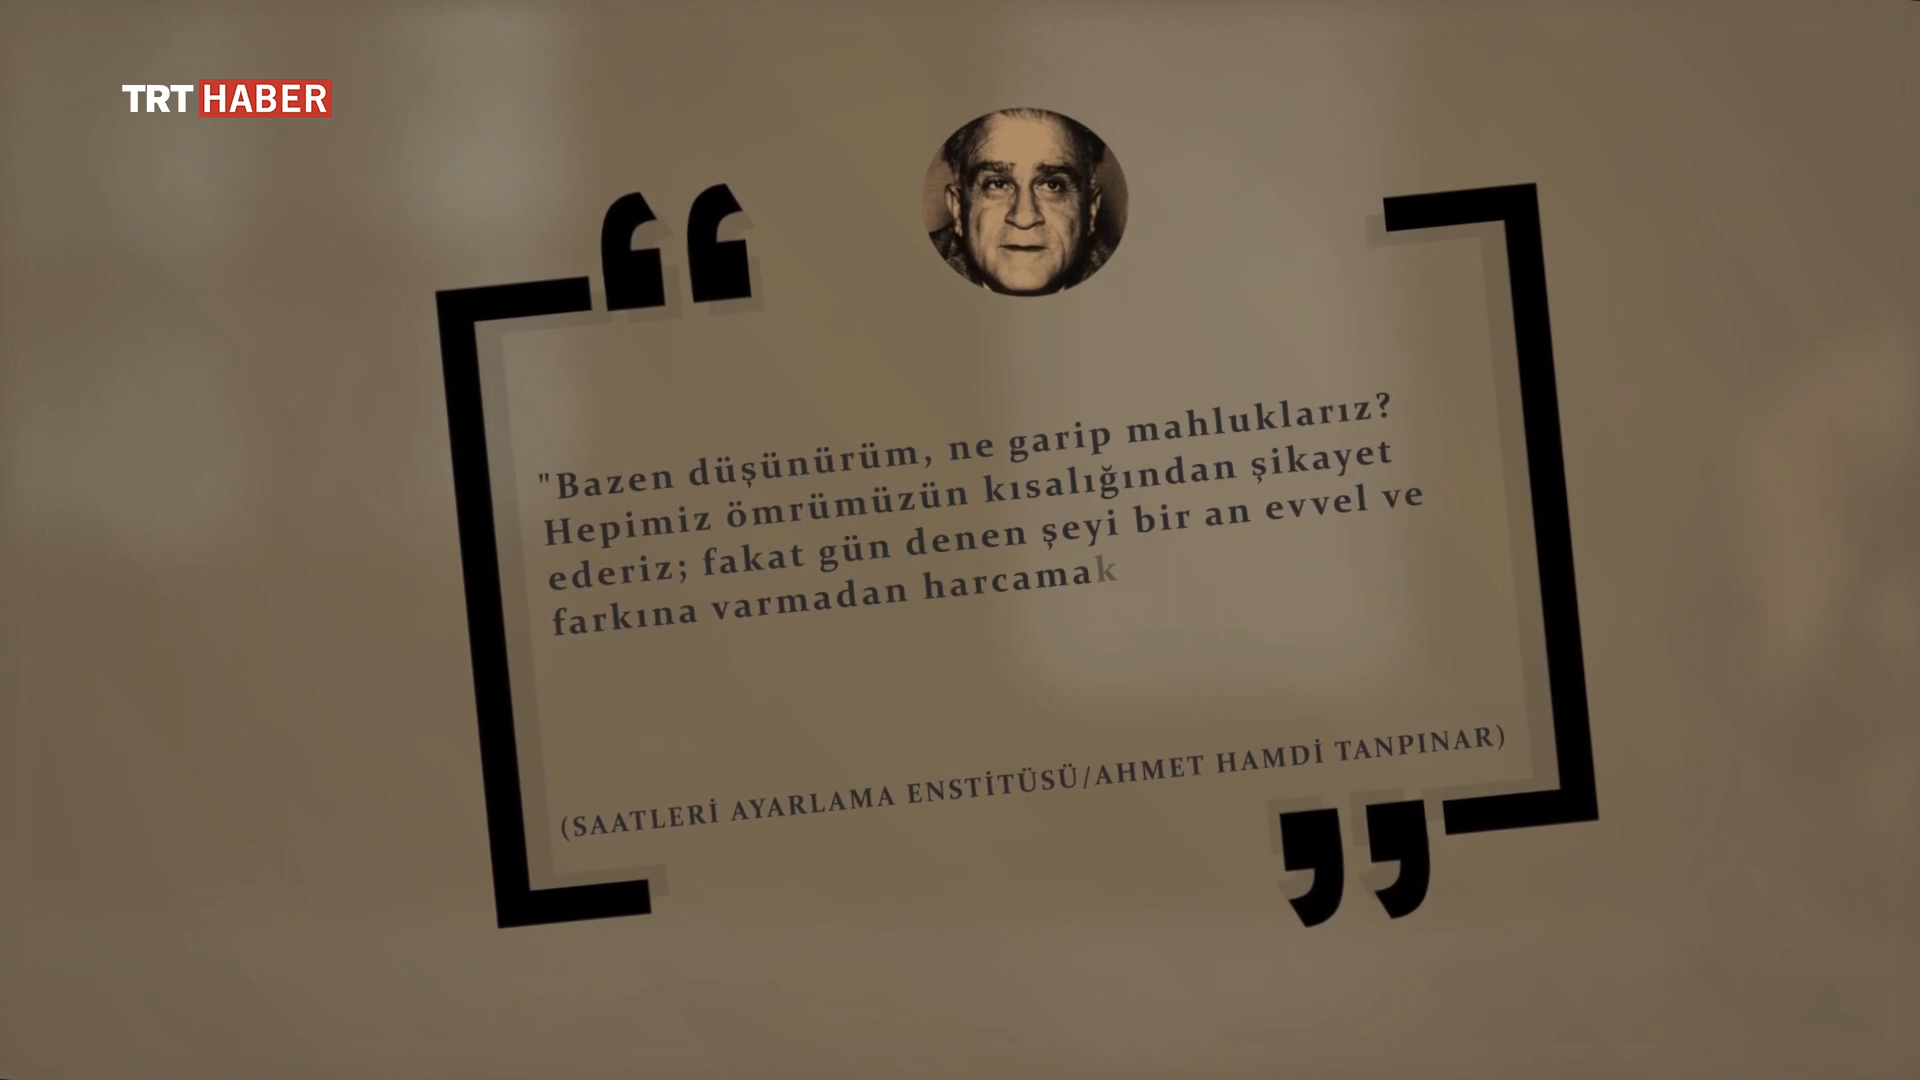 TRT HABER
"Bazen düşünürüm, ne garip mahluklarız?
Hepimiz ömrümüzün kısalığından şikayet
ederiz; fakat gün denen şeyi bir an evvel ve
farkına varmadan harcamak
(SAATLERİ AYARLAMA ENSTİTÜSÜ/AHMET HAMDİ TANPINAR)